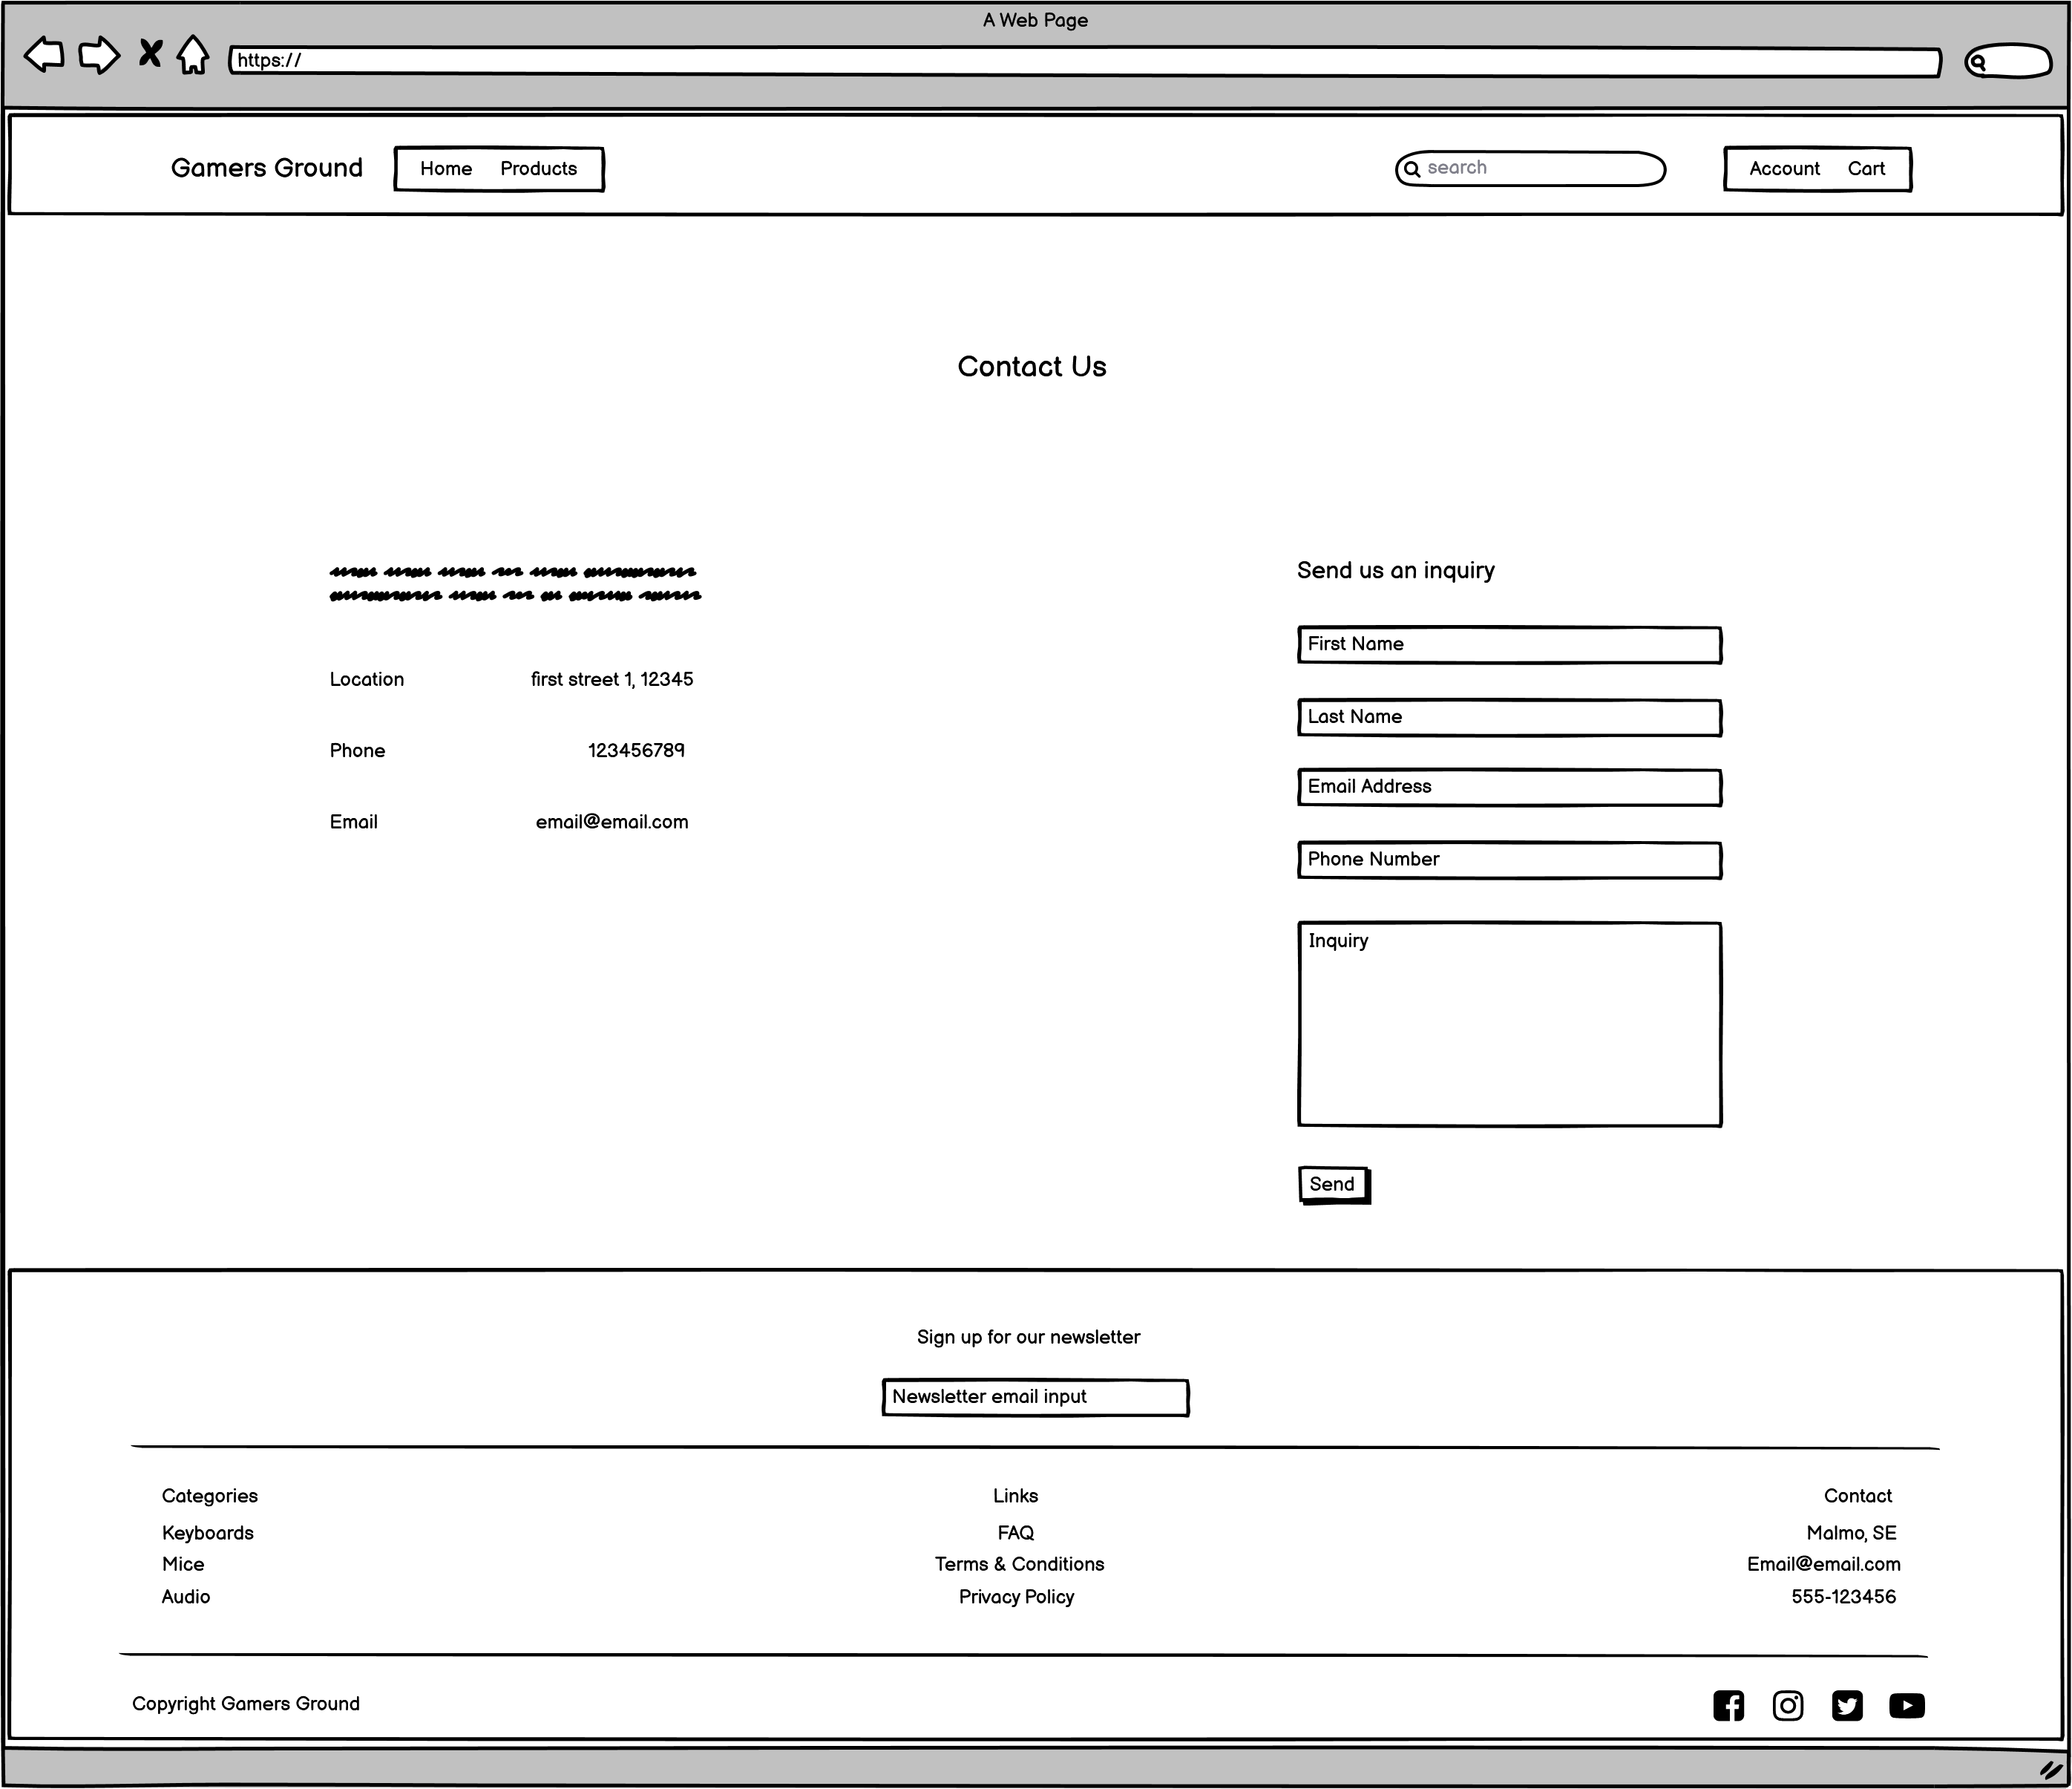 A Web Page
https://
Gamers Ground Home Products search Account Cart
Contact Us
Location first street 1, 12345
Phone 123456789
Email email@email.com
Send us an inquiry
First Name
Last Name
Email Address
Phone Number
Inquiry
Send
Sign up for our newsletter
Newsletter email input
Categories
Keyboards
Mice
Audio
Links
FAQ
Terms & Conditions
Privacy Policy
Contact
Malmo, SE
Email@email.com
555-123456
Copyright Gamers Ground